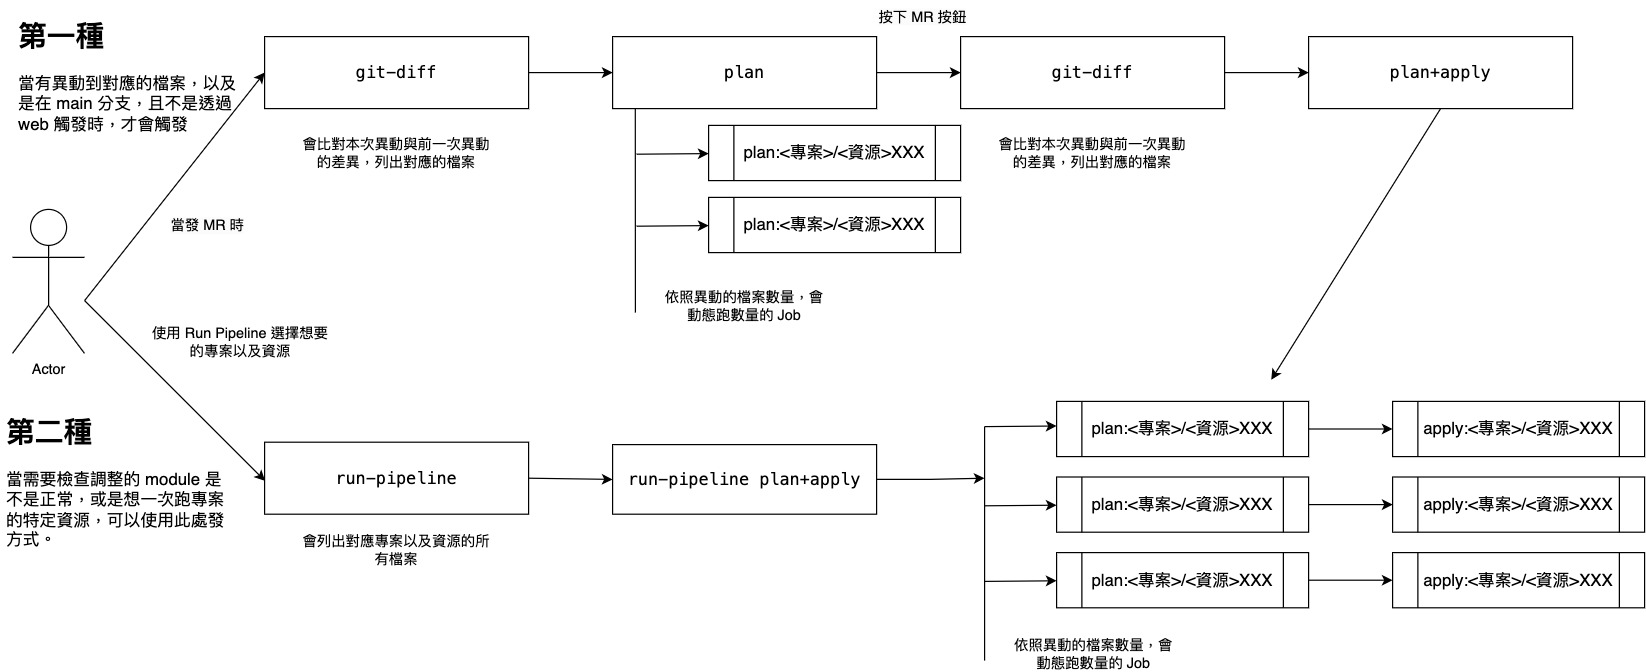 第一種
當有異動到對應的檔案，以及
是在 main 分支，且不是透過
web 觸發時，才會觸發
按下 MR 按鈕
git-diff
plan
git-diff
plan+apply
會比對本次異動與前一次異動
的差異，列出對應的檔案
plan:<專案>/<資源>XXX
plan:<專案>/<資源>XXX
依照異動的檔案數量，會
動態跑數量的 Job
會比對本次異動與前一次異動
的差異，列出對應的檔案
當發 MR 時
使用 Run Pipeline 選擇想要
的專案以及資源
Actor
第二種
當需要檢查調整的 module 是
不是正常，或是想一次跑專案
的特定資源，可以使用此處發
方式。
run-pipeline
run-pipeline plan+apply
會列出對應專案以及資源的所
有檔案
plan:<專案>/<資源>XXX
apply:<專案>/<資源>XXX
plan:<專案>/<資源>XXX
apply:<專案>/<資源>XXX
plan:<專案>/<資源>XXX
apply:<專案>/<資源>XXX
依照異動的檔案數量，會
動態跑數量的 Job